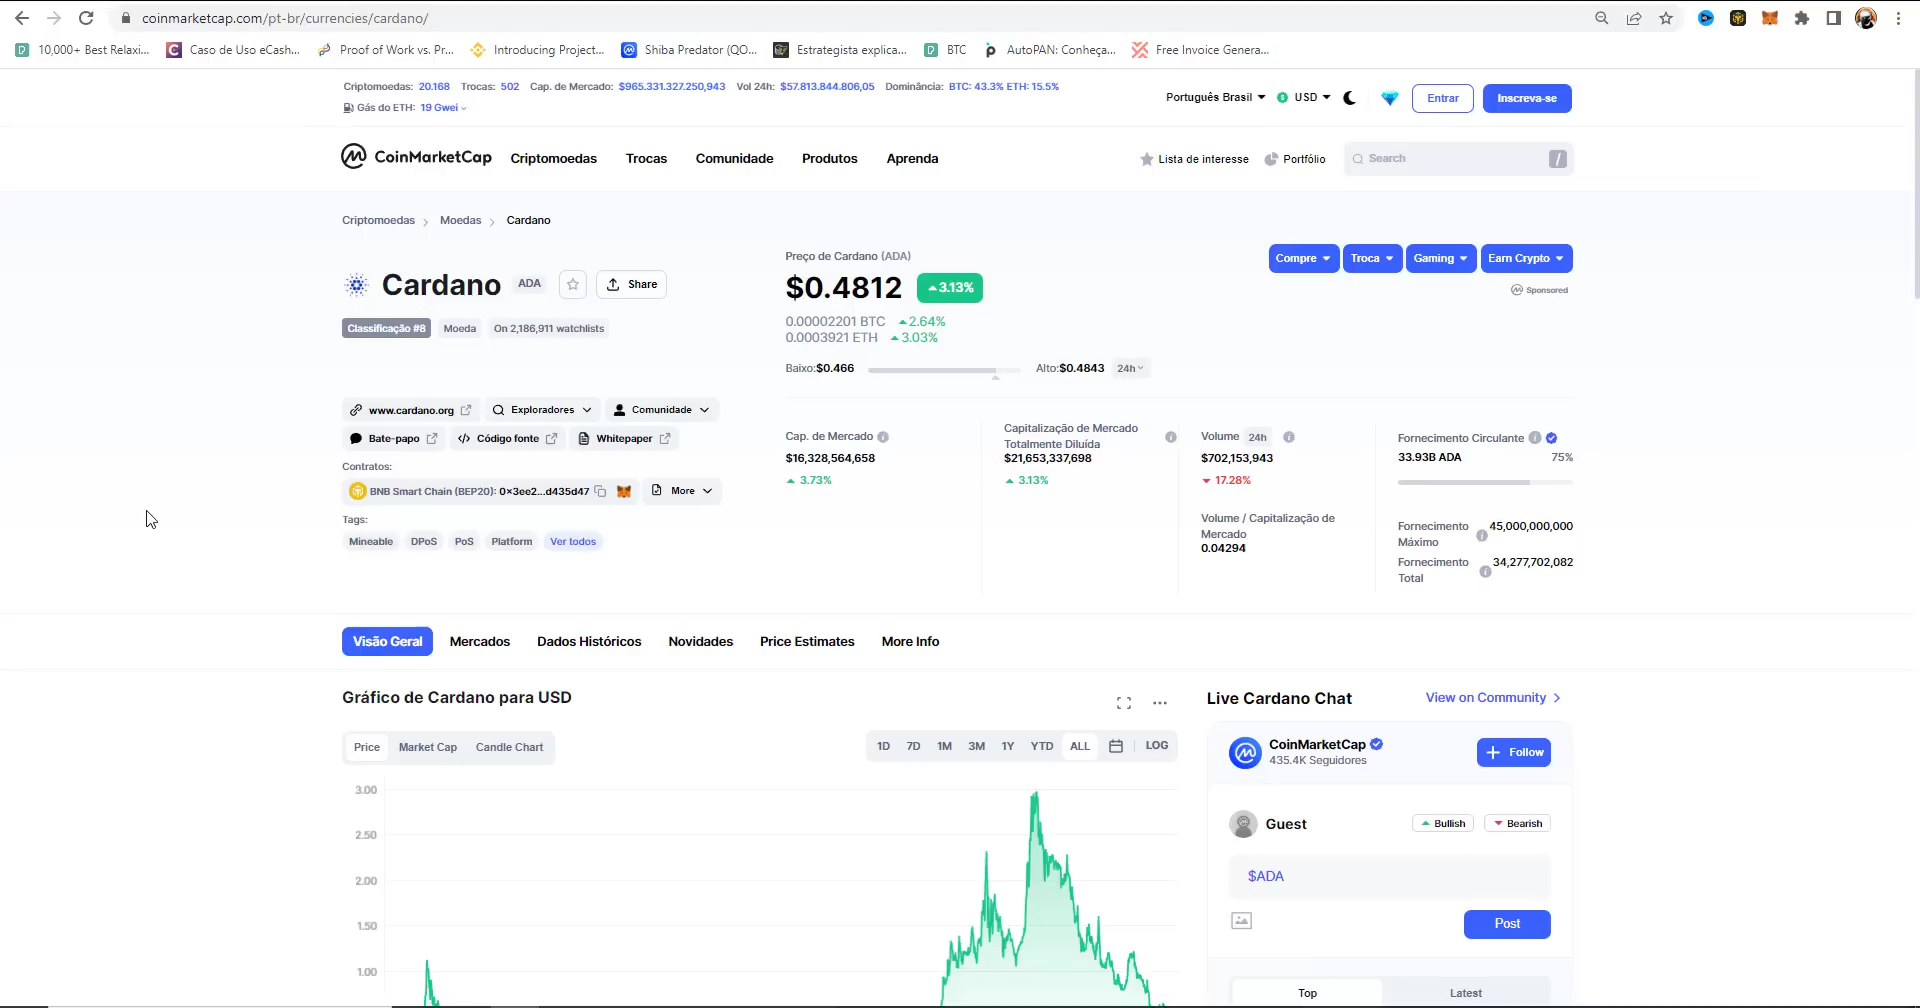 coinmarketcap.com/pt-br/currencies/cardano/
10,000+ Best Relaxi... Caso de Uso eCash... Proof of Work vs. Pr... Introducing Project... Shiba Predator (QO... Estrategista explica... BTC AutoPAN: Conheça... Free Invoice Genera...
Criptomoedas: 20.168 Trocas: 502 Cap. de Mercado: $965.331.327.250,943 Vol 24h: $57.813.844.806,05 Dominância: BTC: 43.3% ETH: 15.5%
Gás do ETH: 19 Gwei
Português Brasil USD Entrar Inscreva-se
CoinMarketCap Criptomoedas Trocas Comunidade Produtos Aprenda Lista de interesse Portfólio Search /
Criptomoedas Moedas Cardano
Cardano ADA Share
Classificação #8 Moeda On 2,186,911 watchlists
www.cardano.org Exploradores Comunidade
Bate-papo Código fonte Whitepaper
Contratos:
BNB Smart Chain (BEP20): 0x3ee2...d435d47 More
Tags:
Mineable DPoS PoS Platform Ver todos
Preço de Cardano (ADA)
$0.4812 3.13%
0.00002201 BTC 2.64%
0.0003921 ETH 3.03%
Baixo:$0.466 Alto:$0.4843 24h
Compre Troca Gaming Earn Crypto
Sponsored
Cap. de Mercado
$16,328,564,658
3.73%
Capitalização de Mercado
Totalmente Diluída
$21,653,337,698
3.13%
Volume 24h
$702,153,943
17.28%
Volume / Capitalização de
Mercado
0.04294
Fornecimento Circulante
33.93B ADA 75%
Fornecimento
Máximo
45,000,000,000
Fornecimento
Total
34,277,702,082
Visão Geral Mercados Dados Históricos Novidades Price Estimates More Info
Gráfico de Cardano para USD
Price Market Cap Candle Chart
1D 7D 1M 3M 1Y YTD ALL LOG
3.00
2.50
2.00
1.50
1.00
Live Cardano Chat View on Community
CoinMarketCap
435.4K Seguidores
Follow
Guest Bullish Bearish
$ADA
Post
Top Latest